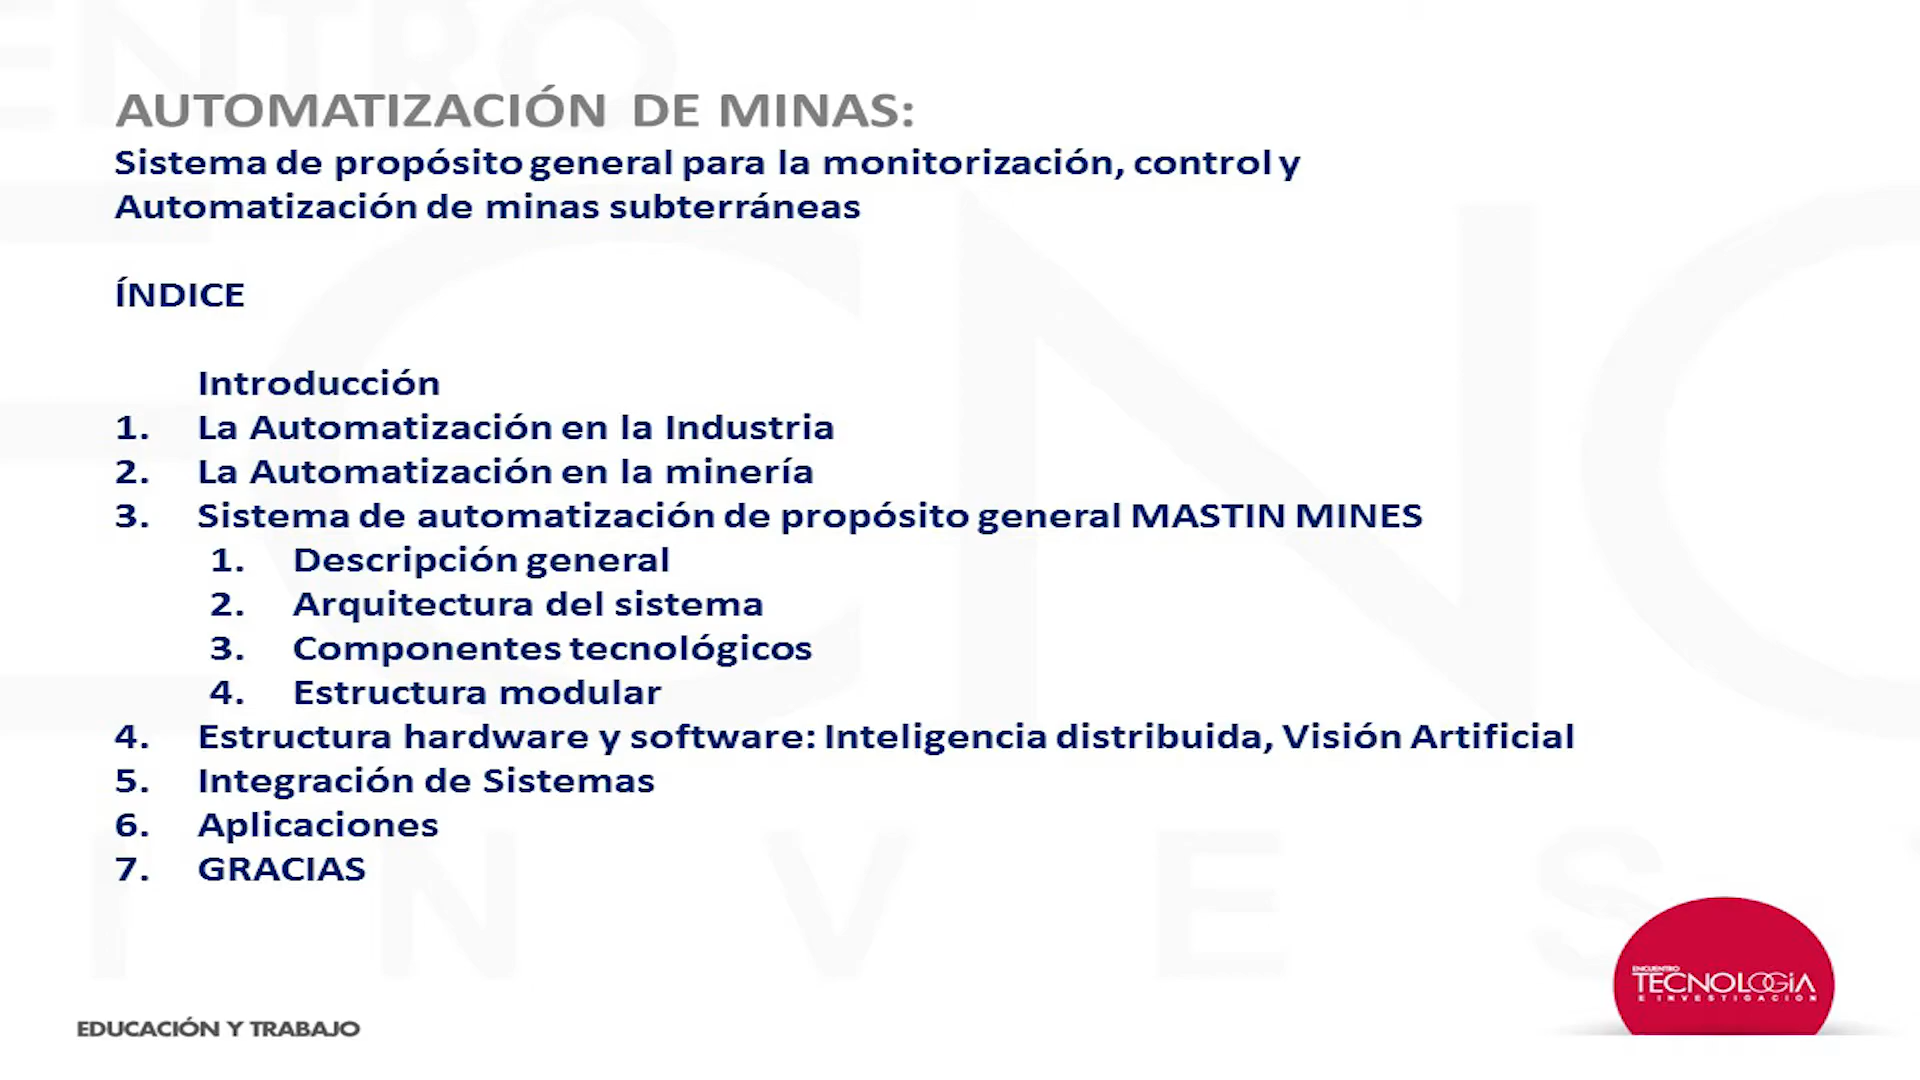 AUTOMATIZACIÓN DE MINAS:
Sistema de propósito general para la monitorización, control y
Automatización de minas subterráneas
ÍNDICE
Introducción
1. La Automatización en la Industria
2. La Automatización en la minería
3. Sistema de automatización de propósito general MASTIN MINES
1. Descripción general
2. Arquitectura del sistema
3. Componentes tecnológicos
4. Estructura modular
4. Estructura hardware y software: Inteligencia distribuida, Visión Artificial
5. Integración de Sistemas
6. Aplicaciones
7. GRACIAS
ENCUENTRO
TECNOLOGÍA
E INVESTIGACIÓN
EDUCACIÓN Y TRABAJO